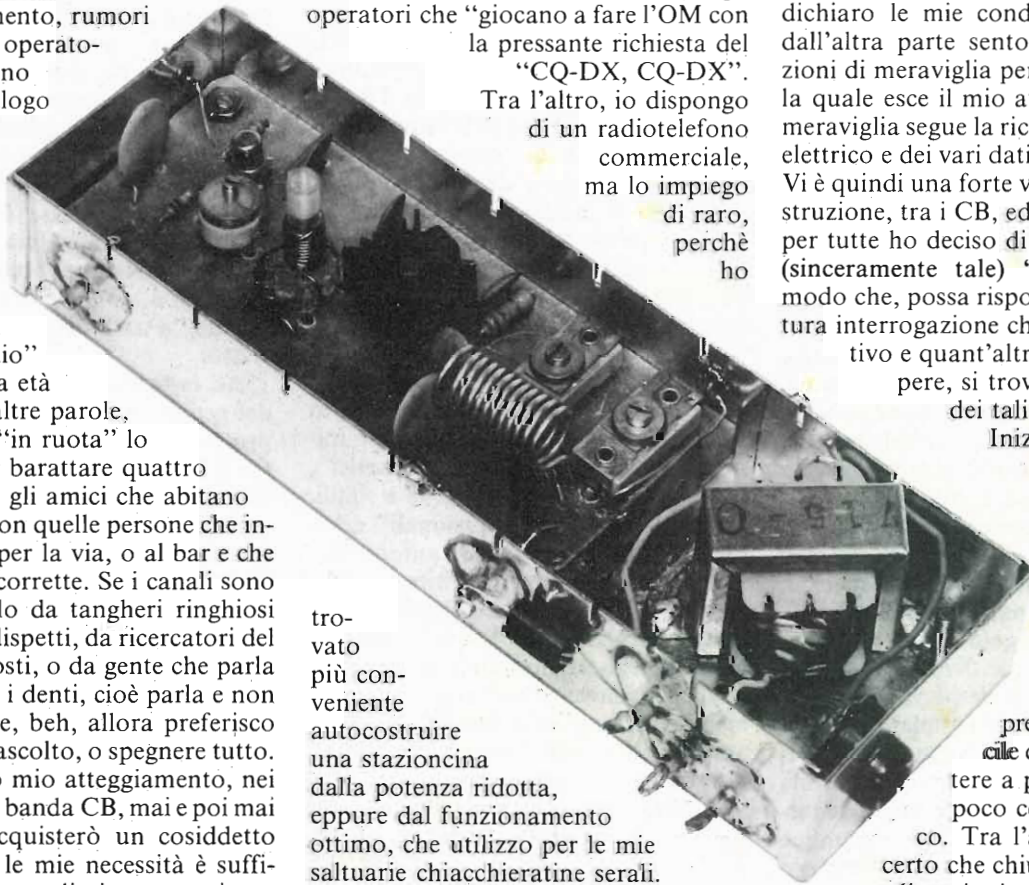 mento, rumori
operato-
no
logo
io”
a età
altre parole,
“in ruota” lo
barattare quattro
gli amici che abitano
on quelle persone che in-
per la via, o al bar e che
corrette. Se i canali sono
lo da tangheri ringhiosi
dispetti, da ricercatori del
osti, o da gente che parla
i denti, cioè parla e non
e, beh, allora preferisco
ascolto, o spegnere tutto.
o mio atteggiamento, nei
banda CB, mai e poi mai
cquisterò un cosiddetto
le mie necessità è suffi-
operatori che “giocano a fare l’OM con
la pressante richiesta del
“CQ-DX, CQ-DX”.
Tra l’altro, io dispongo
di un radiotelefono
commerciale,
ma lo impiego
di raro,
perchè
ho
tro-
vato
più con-
veniente
autocostruire
una stazioncina
dalla potenza ridotta,
eppure dal funzionamento
ottimo, che utilizzo per le mie
saltuarie chiacchieratine serali.
dichiaro le mie cond
dall'altra parte sento
zioni di meraviglia per
la quale esce il mio a
meraviglia segue la ric
elettrico e dei vari dati
Vi è quindi una forte v
struzione, tra i CB, ed
per tutte ho deciso di
(sinceramente tale) “
modo che, possa rispo
tura interrogazione ch
tivo e quant'altr
pere, si trov
dei tali
Iniz
pre
cile c
tere a p
poco c
co. Tra l'a
certo che chiu